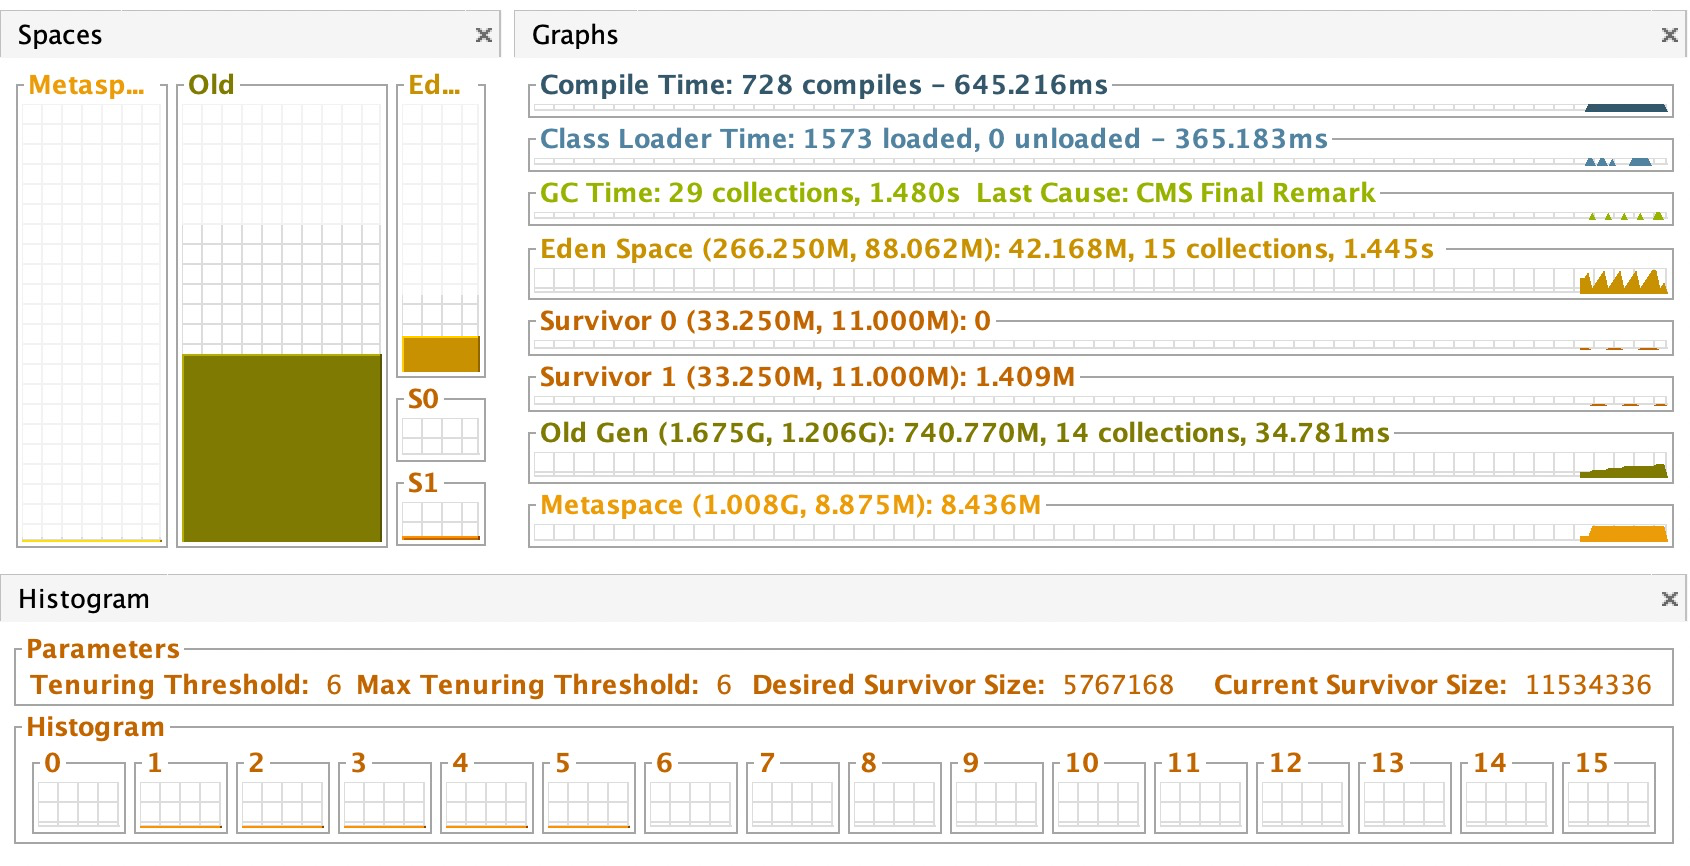 Spaces
Metasp...
Old
Ed...
S0
S1
Graphs
Compile Time: 728 compiles – 645.216ms
Class Loader Time: 1573 loaded, 0 unloaded – 365.183ms
GC Time: 29 collections, 1.480s Last Cause: CMS Final Remark
Eden Space (266.250M, 88.062M): 42.168M, 15 collections, 1.445s
Survivor 0 (33.250M, 11.000M): 0
Survivor 1 (33.250M, 11.000M): 1.409M
Old Gen (1.675G, 1.206G): 740.770M, 14 collections, 34.781ms
Metaspace (1.008G, 8.875M): 8.436M
Histogram
Parameters
Tenuring Threshold: 6 Max Tenuring Threshold: 6 Desired Survivor Size: 5767168 Current Survivor Size: 11534336
Histogram
0 1 2 3 4 5 6 7 8 9 10 11 12 13 14 15